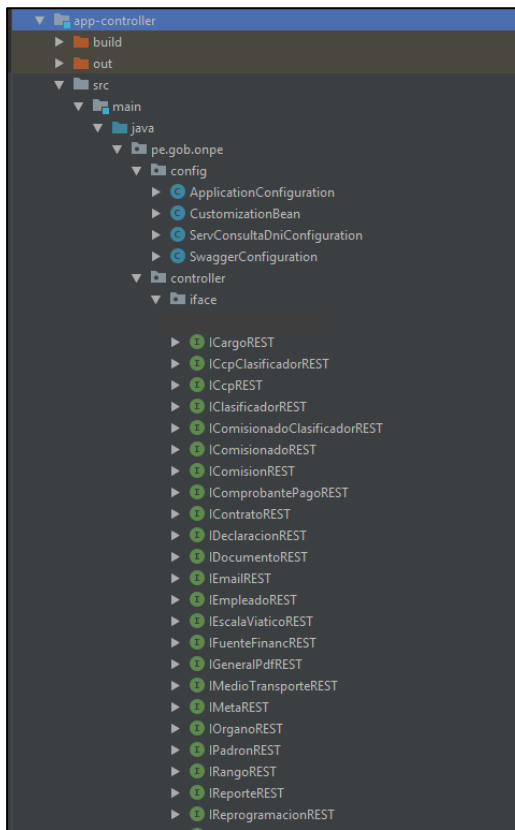 app-controller
build
out
src
main
java
pe.gob.onpe
config
ApplicationConfiguration
CustomizationBean
ServConsultaDniConfiguration
SwaggerConfiguration
controller
iface
ICargoREST
ICcpClasificadorREST
ICcpREST
IClasificadorREST
IComisionadoClasificadorREST
IComisionadoREST
IComisionREST
IComprobantePagoREST
IContratoREST
IDeclaracionREST
IDocumentoREST
IEmailREST
IEmpleadoREST
IEscalaViaticoREST
IFuenteFinancREST
IGeneralPdfREST
IMedioTransporteREST
IMetaREST
IOrganoREST
IPadronREST
IRangoREST
IReporteREST
IReprogramacionREST